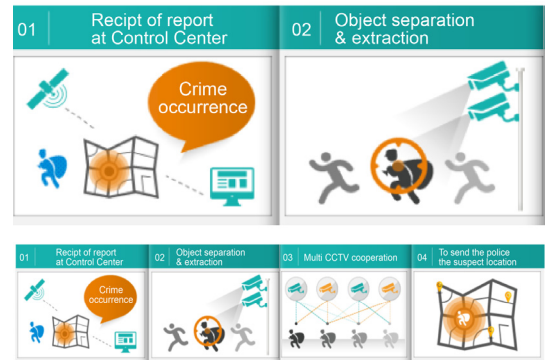 01
Recipt of report
at Control Center
02
Object separation
& extraction
Crime
occurrence
01
Recipt of report
at Control Center
02
Object separation
& extraction
03
Multi CCTV cooperation
04
To send the police
the suspect location
Crime
occurrence